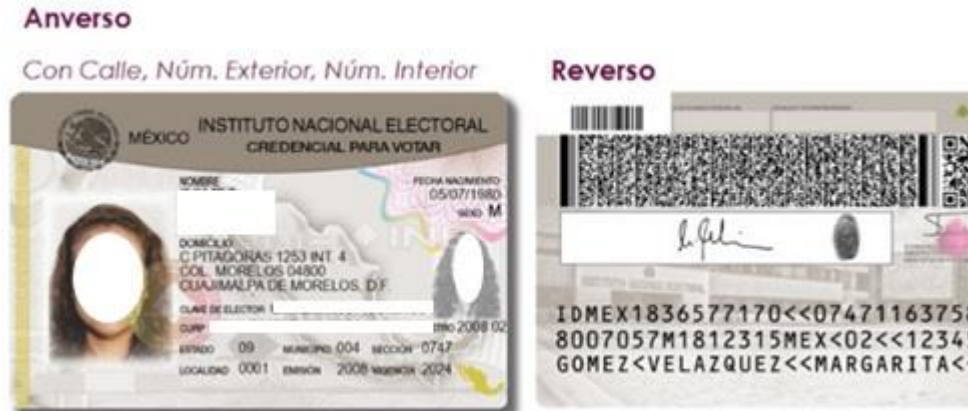 Anverso
Con Calle, Núm. Exterior, Núm. Interior
MÉXICO
INSTITUTO NACIONAL ELECTORAL
CREDENCIAL PARA VOTAR
NOMBRE
FECHA NACIMIENTO
05/07/1980
SEXO M
DOMICILIO
C PITAGORAS 1253 INT. 4
COL. MORELOS 04800
CUAJIMALPA DE MORELOS, D.F.
CLAVE DE ELECTOR
CURP
2008 02
ESTADO 09 MUNICIPIO 004 SECCIÓN 0747
LOCALIDAD 0001 EMISIÓN 2008 VIGENCIA 2024
Reverso
IDMEX1836577170<<0747116375
8007057M1812315MEX<02<<1234
GOMEZ<VELAZQUEZ<<MARGARITA<